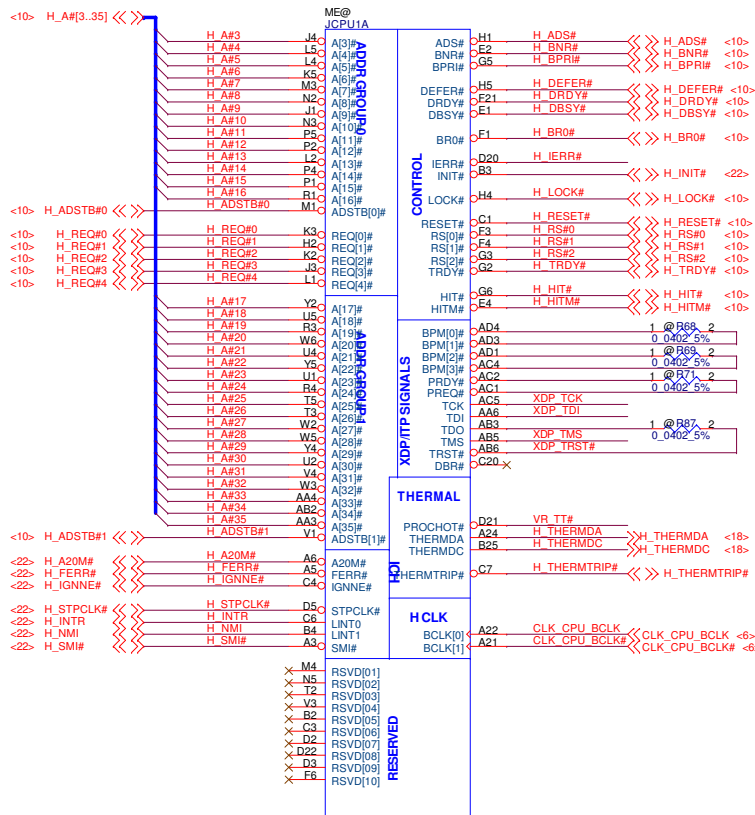 ME@
JCPU1A
<10> H_A#[3..35]
H_A#3 J4 A[3]# ADS# H1 H_ADS# H_ADS# <10>
H_A#4 L5 A[4]# BNR# E2 H_BNR# H_BNR# <10>
H_A#5 L4 A[5]# BPRI# G5 H_BPRI# H_BPRI# <10>
H_A#6 K5 A[6]#
H_A#7 M3 A[7]# DEFER# H5 H_DEFER# H_DEFER# <10>
H_A#8 N2 A[8]# DRDY# F21 H_DRDY# H_DRDY# <10>
H_A#9 J1 A[9]# DBSY# E1 H_DBSY# H_DBSY# <10>
H_A#10 N3 A[10]#
H_A#11 P5 A[11]# BR0# F1 H_BR0# H_BR0# <10>
H_A#12 P2 A[12]#
H_A#13 L2 A[13]# IERR# D20 H_IERR#
H_A#14 P4 A[14]# INIT# B3 H_INIT# H_INIT# <22>
H_A#15 P1 A[15]#
H_A#16 R1 A[16]# LOCK# H4 H_LOCK# H_LOCK# <10>
<10> H_ADSTB#0 H_ADSTB#0 M1 ADSTB[0]#
RESET# C1 H_RESET# H_RESET# <10>
<10> H_REQ#0 H_REQ#0 K3 REQ[0]# RS[0]# F3 H_RS#0 H_RS#0 <10>
<10> H_REQ#1 H_REQ#1 H2 REQ[1]# RS[1]# F4 H_RS#1 H_RS#1 <10>
<10> H_REQ#2 H_REQ#2 K2 REQ[2]# RS[2]# G3 H_RS#2 H_RS#2 <10>
<10> H_REQ#3 H_REQ#3 J3 REQ[3]# TRDY# G2 H_TRDY# H_TRDY# <10>
<10> H_REQ#4 H_REQ#4 L1 REQ[4]#
HIT# G6 H_HIT# H_HIT# <10>
HITM# E4 H_HITM# H_HITM# <10>
ADDR GROUP 0
CONTROL
H_A#17 Y2 A[17]#
H_A#18 U5 A[18]#
H_A#19 R3 A[19]# BPM[0]# AD4 1 @R68 2
H_A#20 W6 A[20]# BPM[1]# AD3 0_0402_5%
H_A#21 U4 A[21]# BPM[2]# AD1 1 @R69 2
H_A#22 Y5 A[22]# BPM[3]# AC4 0_0402_5%
H_A#23 U1 A[23]# PRDY# AC2 1 @R71 2
H_A#24 R4 A[24]# PREQ# AC1 0_0402_5%
H_A#25 T5 A[25]# TCK AC5 XDP_TCK
H_A#26 T3 A[26]# TDI AA6 XDP_TDI
H_A#27 W2 A[27]# TDO AB3 1 @R87 2
H_A#28 W5 A[28]# TMS AB5 XDP_TMS 0_0402_5%
H_A#29 Y4 A[29]# TRST# AB6 XDP_TRST#
H_A#30 U2 A[30]# DBR# C20
H_A#31 V4 A[31]#
H_A#32 W3 A[32]#
H_A#33 AA4 A[33]#
H_A#34 AB2 A[34]#
H_A#35 AA3 A[35]#
<10> H_ADSTB#1 H_ADSTB#1 V1 ADSTB[1]#
ADDR GROUP 1
XDP/ITP SIGNALS
THERMAL
PROCHOT# D21 VR_TT#
THERMDA A24 H_THERMDA H_THERMDA <18>
THERMDC B25 H_THERMDC H_THERMDC <18>
<22> H_A20M# H_A20M# A6 A20M#
<22> H_FERR# H_FERR# A5 FERR# THERMTRIP# C7 H_THERMTRIP# H_THERMTRIP#
<22> H_IGNNE# H_IGNNE# C4 IGNNE#
ICH
<22> H_STPCLK# H_STPCLK# D5 STPCLK#
<22> H_INTR H_INTR C6 LINT0
<22> H_NMI H_NMI B4 LINT1
<22> H_SMI# H_SMI# A3 SMI#
H CLK
BCLK[0] A22 CLK_CPU_BCLK CLK_CPU_BCLK <6>
BCLK[1] A21 CLK_CPU_BCLK# CLK_CPU_BCLK# <6
M4 RSVD[01]
N5 RSVD[02]
T2 RSVD[03]
V3 RSVD[04]
B2 RSVD[05]
C3 RSVD[06]
D2 RSVD[07]
D22 RSVD[08]
D3 RSVD[09]
F6 RSVD[10]
RESERVED